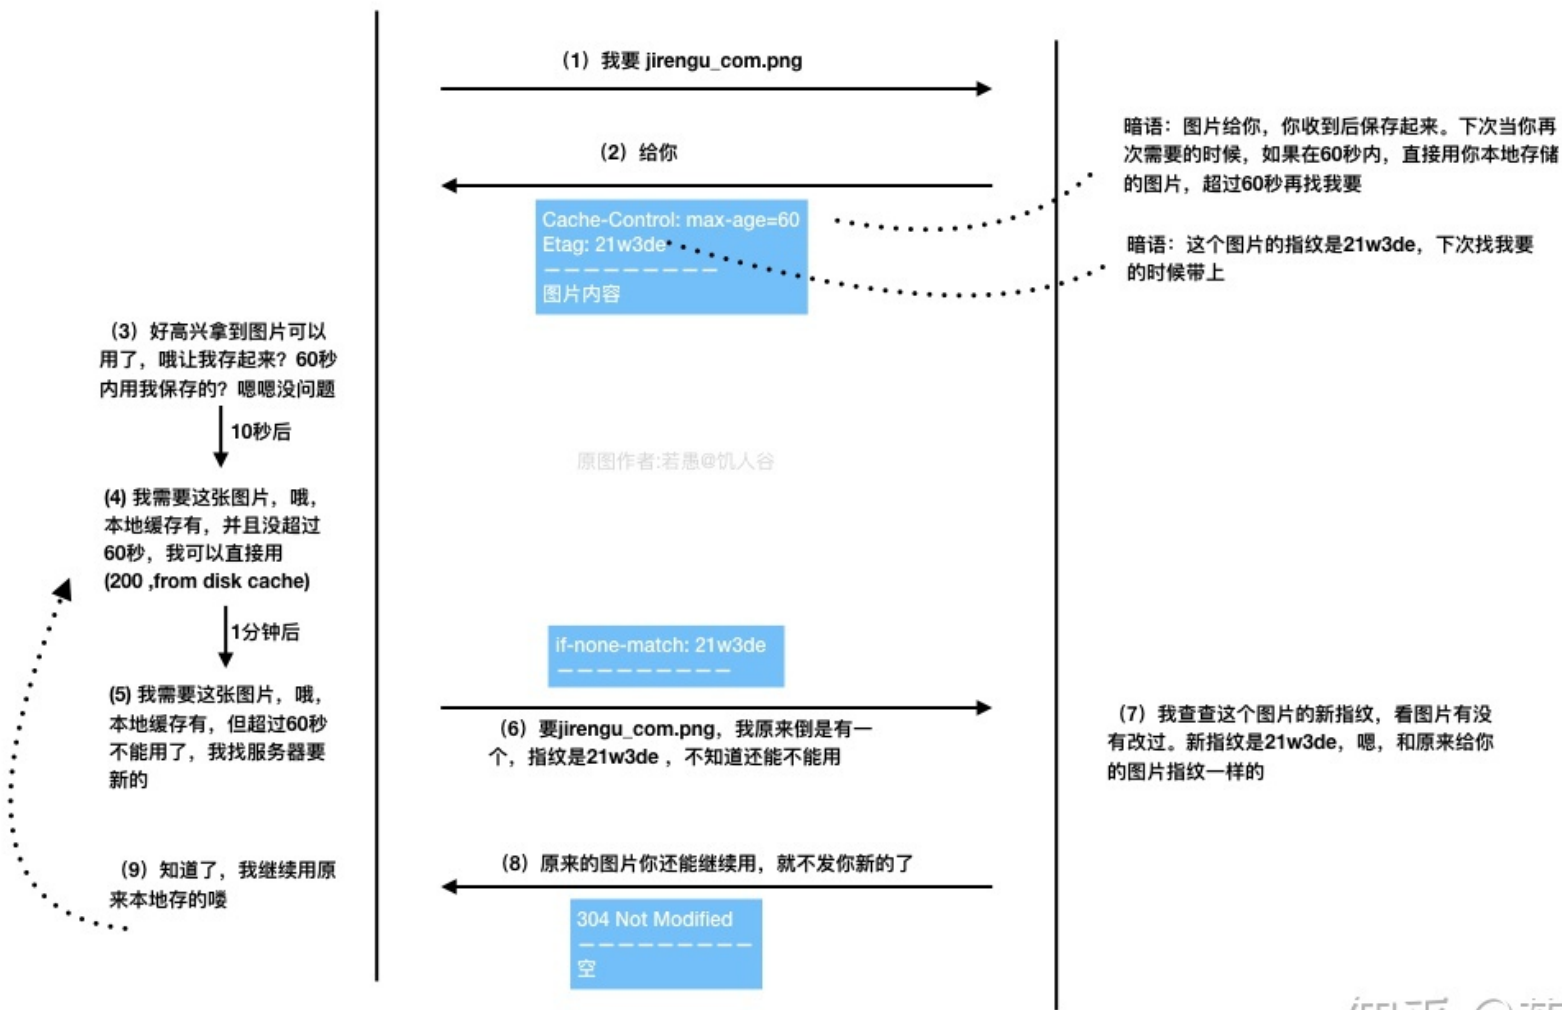 （1）我要 jirengu_com.png
（2）给你
Cache-Control: max-age=60
Etag: 21w3de
图片内容
暗语：图片给你，你收到后保存起来。下次当你再
次需要的时候，如果在60秒内，直接用你本地存储
的图片，超过60秒再找我要
暗语：这个图片的指纹是21w3de，下次找我要
的时候带上
（3）好高兴拿到图片可以
用了，哦让我存起来？60秒
内用我保存的？嗯嗯没问题
10秒后
原图作者:若愚@饥人谷
(4) 我需要这张图片，哦，
本地缓存有，并且没超过
60秒，我可以直接用
(200 ,from disk cache)
1分钟后
(5) 我需要这张图片，哦，
本地缓存有，但超过60秒
不能用了，我找服务器要
新的
if-none-match: 21w3de
（6）要jirengu_com.png，我原来倒是有一
个，指纹是21w3de ，不知道还能不能用
（7）我查查这个图片的新指纹，看图片有没
有改过。新指纹是21w3de，嗯，和原来给你
的图片指纹一样的
（8）原来的图片你还能继续用，就不发你新的了
304 Not Modified
空
（9）知道了，我继续用原
来本地存的喽